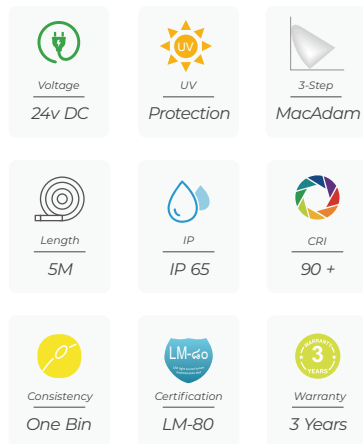 Voltage
24v DC
UV
UV
Protection
3-Step
MacAdam
Length
5M
IP
IP 65
CRI
90 +
Consistency
One Bin
LM-80
Certification
LM-80
WARRANTY
3
YEARS
Warranty
3 Years